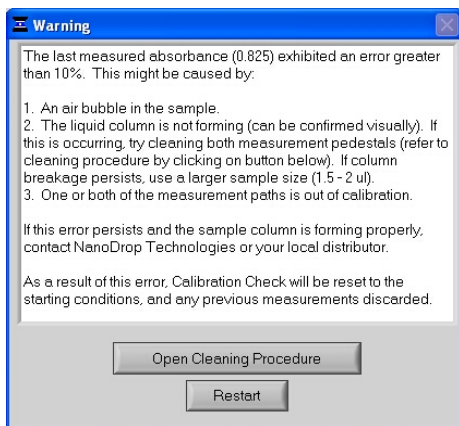 Warning
The last measured absorbance (0.825) exhibited an error greater
than 10%. This might be caused by:
1. An air bubble in the sample.
2. The liquid column is not forming (can be confirmed visually). If
this is occurring, try cleaning both measurement pedestals (refer to
cleaning procedure by clicking on button below). If column
breakage persists, use a larger sample size (1.5 - 2 ul).
3. One or both of the measurement paths is out of calibration.
If this error persists and the sample column is forming properly,
contact NanoDrop Technologies or your local distributor.
As a result of this error, Calibration Check will be reset to the
starting conditions, and any previous measurements discarded.
Open Cleaning Procedure
Restart